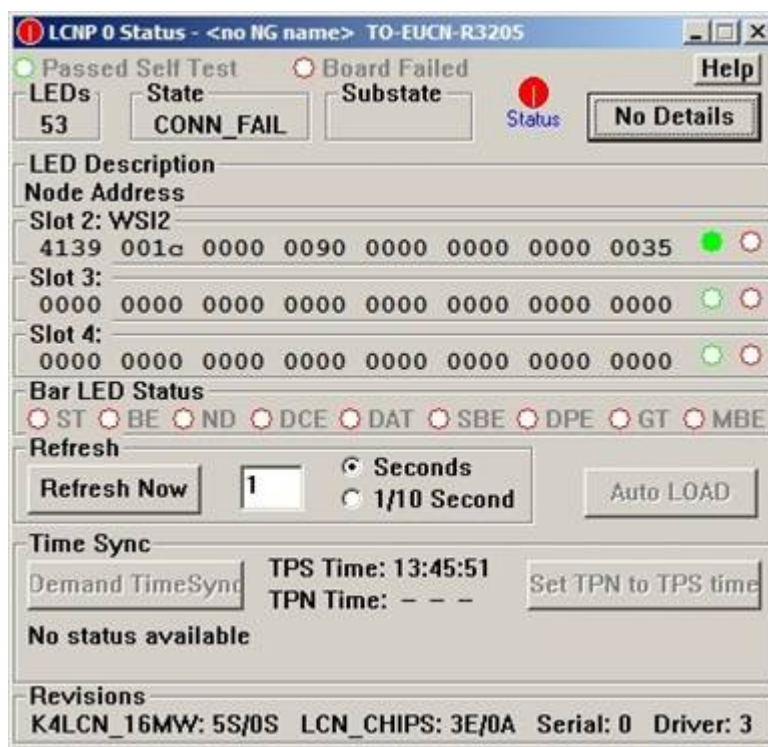 LCNP 0 Status - <no NG name> TO-EUCN-R3205
Passed Self Test Board Failed Help
LEDs State Substate
53 CONN_FAIL Status No Details
LED Description
Node Address
Slot 2: WSI2
4139 001c 0000 0090 0000 0000 0000 0035
Slot 3:
0000 0000 0000 0000 0000 0000 0000 0000
Slot 4:
0000 0000 0000 0000 0000 0000 0000 0000
Bar LED Status
ST BE ND DCE DAT SBE DPE GT MBE
Refresh
Refresh Now 1 Seconds
1/10 Second
Auto LOAD
Time Sync
Demand TimeSync TPS Time: 13:45:51 Set TPN to TPS time
TPN Time: - - -
No status available
Revisions
K4LCN_16MW: 5S/0S LCN_CHIPS: 3E/0A Serial: 0 Driver: 3